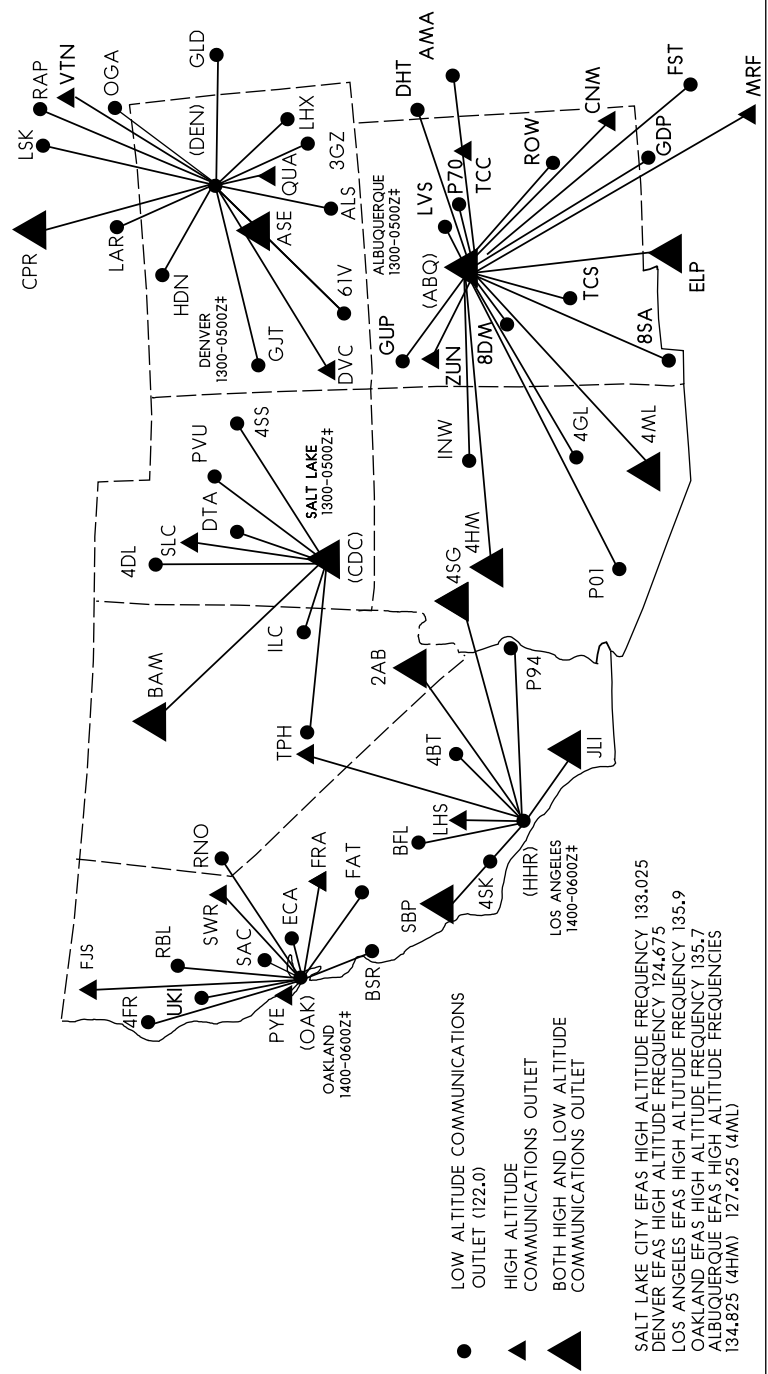 FJS
4FR
RBL
UKI
SWR
RNO
SAC
ECA
FRA
FAT
PYE
(OAK)
OAKLAND
1400-0600Z‡
BSR
BAM
4DL
SLC
DTA
PVU
4SS
SALT LAKE
1300-0500Z‡
(CDC)
ILC
TPH
CPR
LSK
RAP
VTN
OGA
GLD
LAR
HDN
(DEN)
DENVER
1300-0500Z‡
GJT
LHX
3GZ
QUA
ALS
ASE
61V
DVC
2AB
4BT
LHS
BFL
SBP
4SK
(HHR)
LOS ANGELES
1400-0600Z‡
4SG
P94
JLI
ALBUQUERQUE
1300-0500Z‡
(ABQ)
GUP
ZUN
8DM
LVS
P70
TCC
DHT
AMA
ROW
CNM
FST
GDP
MRF
ELP
TCS
8SA
INW
4HM
4GL
4ML
P01
LOW ALTITUDE COMMUNICATIONS
OUTLET (122.0)
HIGH ALTITUDE
COMMUNICATIONS OUTLET
BOTH HIGH AND LOW ALTITUDE
COMMUNICATIONS OUTLET
SALT LAKE CITY EFAS HIGH ALTITUDE FREQUENCY 133.025
DENVER EFAS HIGH ALTITUDE FREQUENCY 124.675
LOS ANGELES EFAS HIGH ALTUTUDE FREQUENCY 135.9
OAKLAND EFAS HIGH ALTITUDE FREQUENCY 135.7
ALBUQUERQUE EFAS HIGH ALTITUDE FREQUENCIES
134.825 (4HM) 127.625 (4ML)